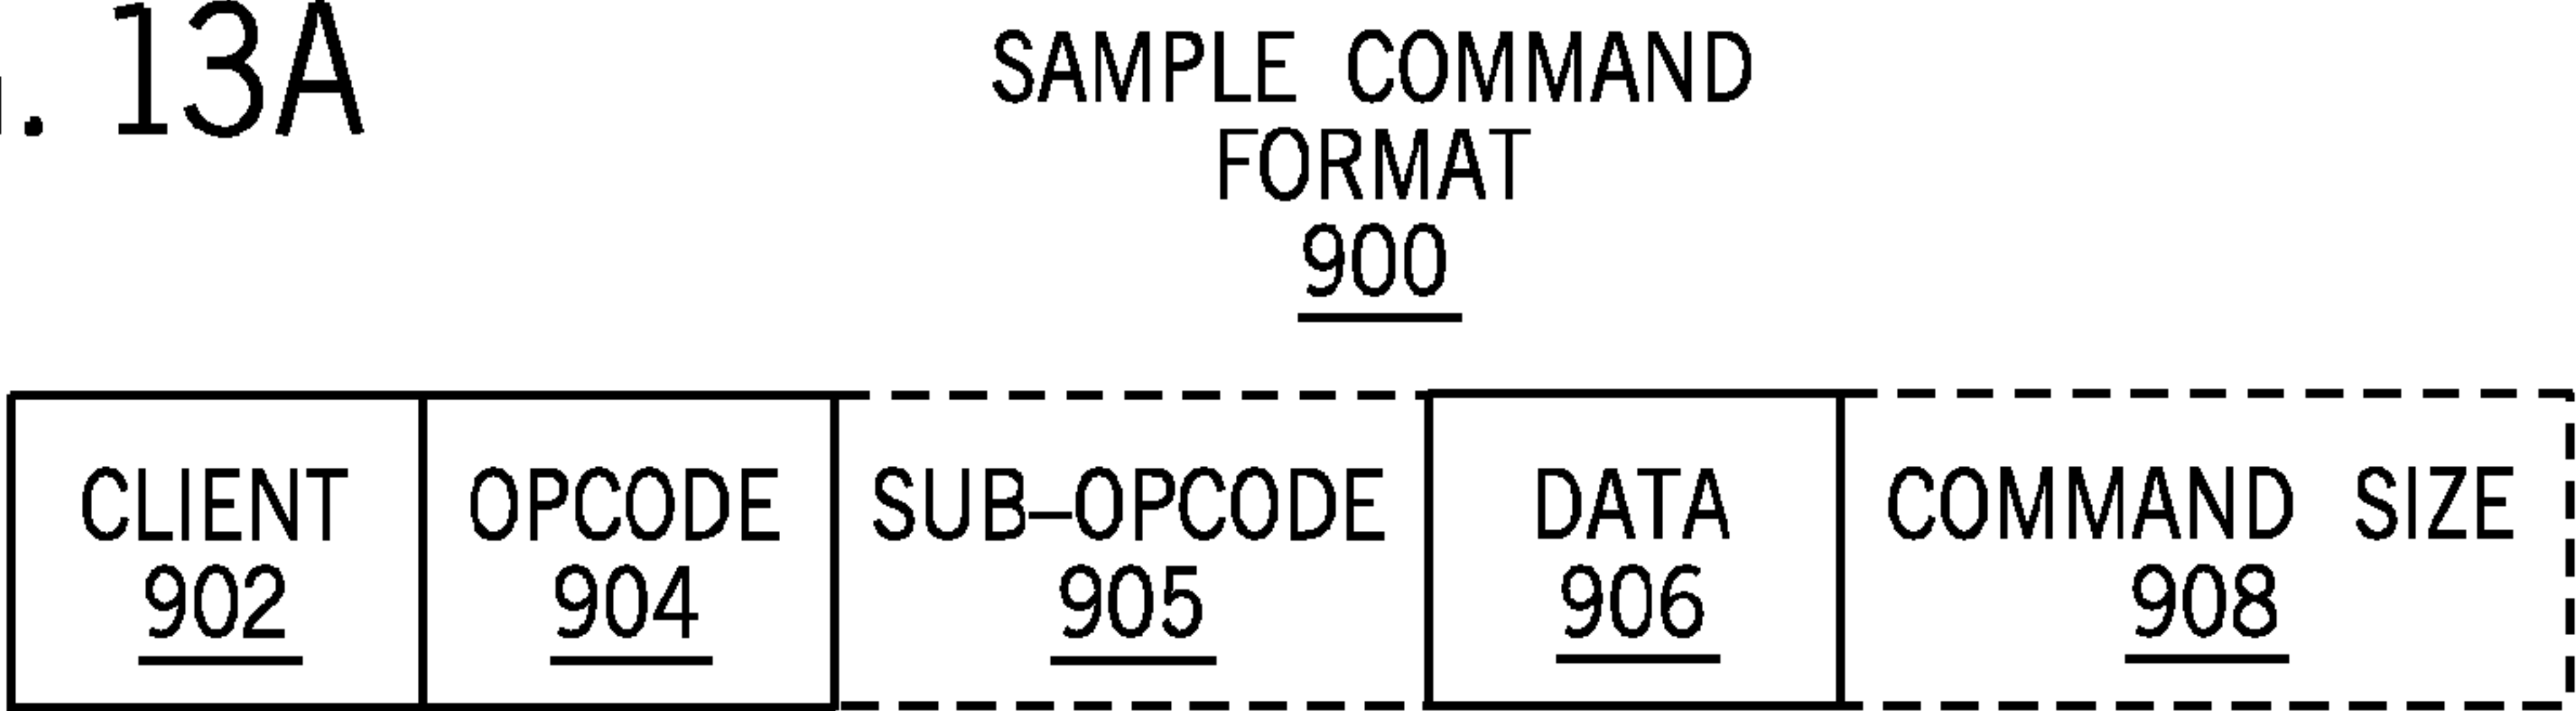 . 13A
SAMPLE COMMAND
FORMAT
900
CLIENT OPCODE SUB-OPCODE DATA COMMAND SIZE
902 904 905 906 908